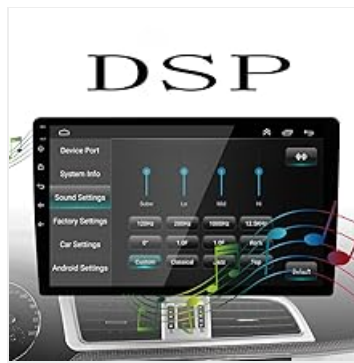 DSP
Device Port
System Info
Sound Settings
Factory Settings
Car Settings
Android Settings
Subw Lo Mid Hi
120Hz 200Hz 1000Hz 12.5KHz
0° 1.0F 1.0F
Custom Classical Jazz Pop
Default